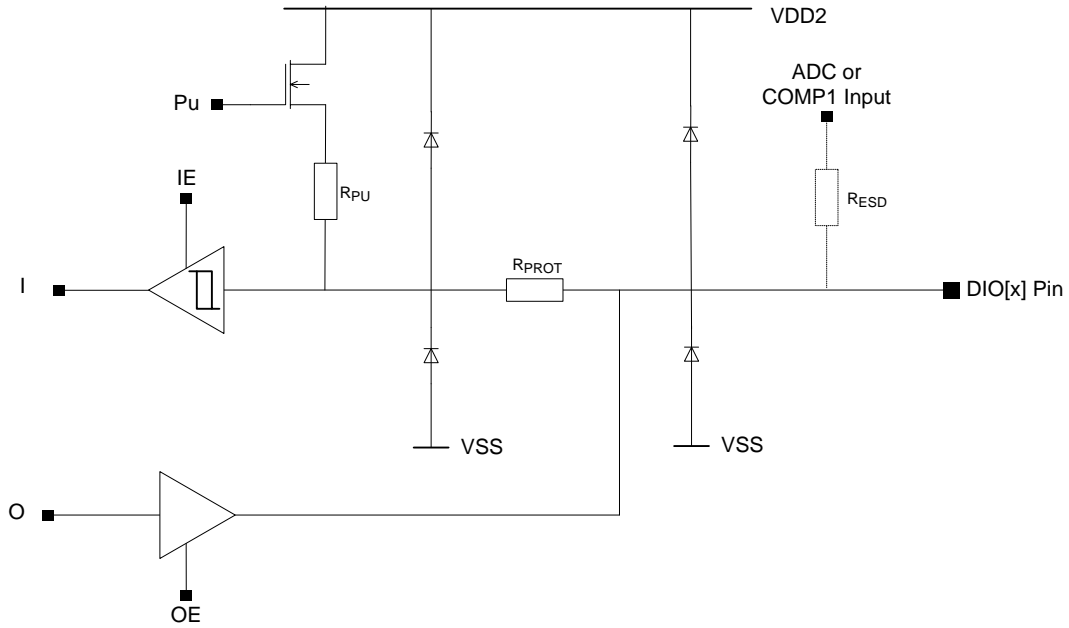 VDD2
ADC or
COMP1 Input
Pu
IE
RPU
RESD
RPROT
I
DIO[x] Pin
VSS
VSS
O
OE